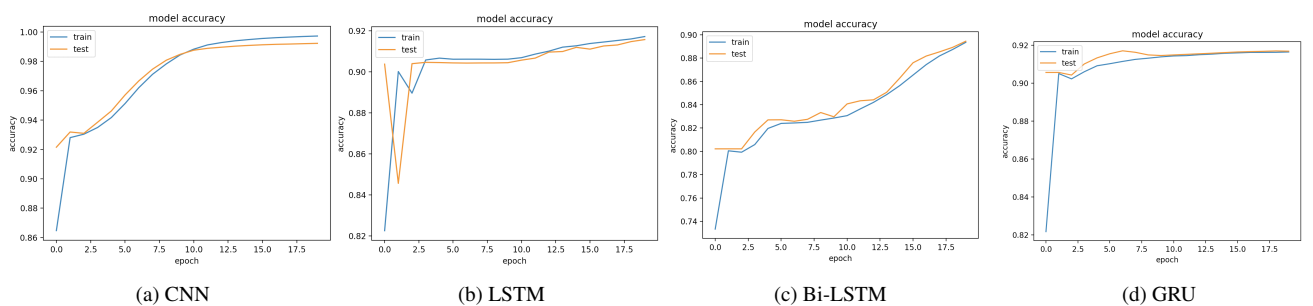 model accuracy
train
test
accuracy
1.00
0.98
0.96
0.94
0.92
0.90
0.88
0.86
0.0 2.5 5.0 7.5 10.0 12.5 15.0 17.5
epoch
(a) CNN
model accuracy
train
test
accuracy
0.92
0.90
0.88
0.86
0.84
0.82
0.0 2.5 5.0 7.5 10.0 12.5 15.0 17.5
epoch
(b) LSTM
model accuracy
train
test
accuracy
0.90
0.88
0.86
0.84
0.82
0.80
0.78
0.76
0.74
0.0 2.5 5.0 7.5 10.0 12.5 15.0 17.5
epoch
(c) Bi-LSTM
model accuracy
train
test
accuracy
0.92
0.90
0.88
0.86
0.84
0.82
0.0 2.5 5.0 7.5 10.0 12.5 15.0 17.5
epoch
(d) GRU